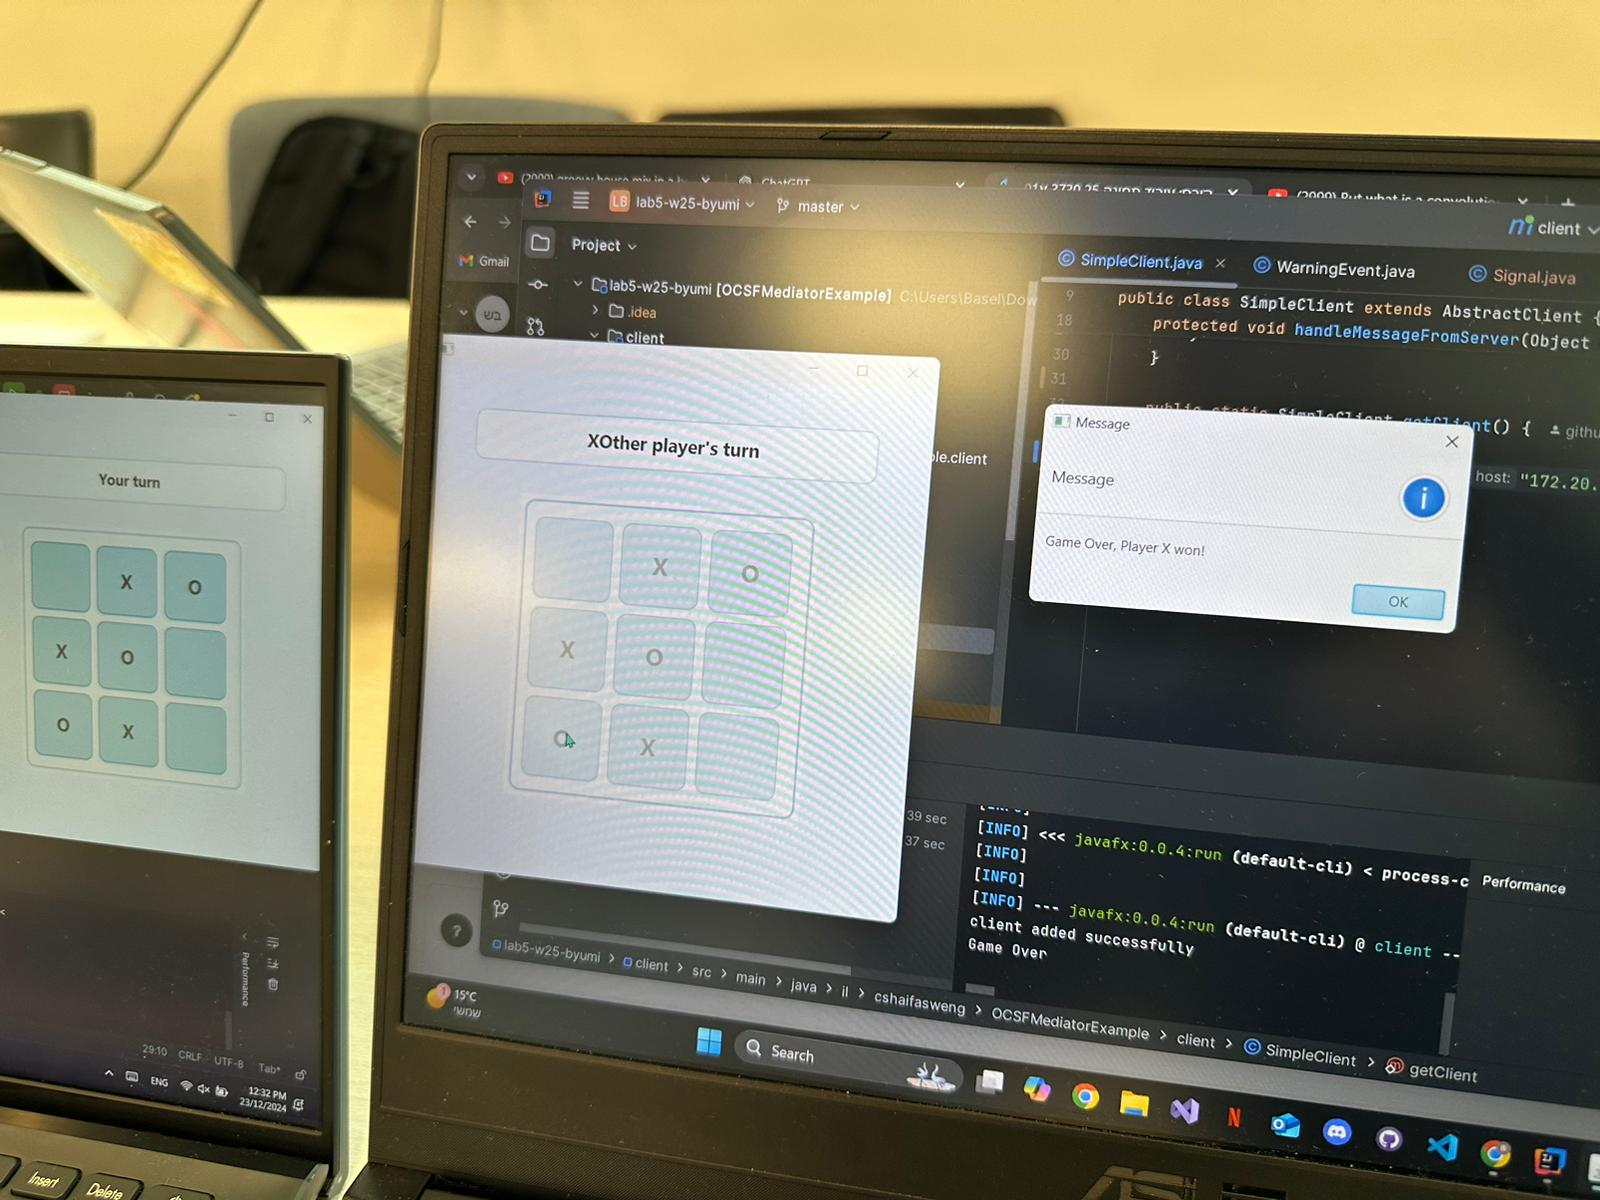 Your turn
X O
X O
O X
Performance
29:10 CRLF UTF-8 Tab*
ENG
12:32 PM
23/12/2024
Insert
Delete
ChatGPT
Gmail
בש
LB lab5-w25-byumi master
client
Project
lab5-w25-byumi [OCSFMediatorExample] C:\Users\Basel\Dow
.idea
client
SimpleClient.java WarningEvent.java Signal.java
9 public class SimpleClient extends AbstractClient {
18 protected void handleMessageFromServer(Object
30 }
31
XOther player's turn
X O
X O
O X
Message
Message
Game Over, Player X won!
OK
host: "172.20.
39 sec
37 sec
[INFO] <<< javafx:0.0.4:run (default-cli) < process-c
[INFO]
[INFO]
[INFO] --- javafx:0.0.4:run (default-cli) @ client --
client added successfully
Game Over
Performance
lab5-w25-byumi > client > src > main > java > il > cshaifasweng > OCSFMediatorExample > client > SimpleClient > getClient
1
15°C
שמשי
Search